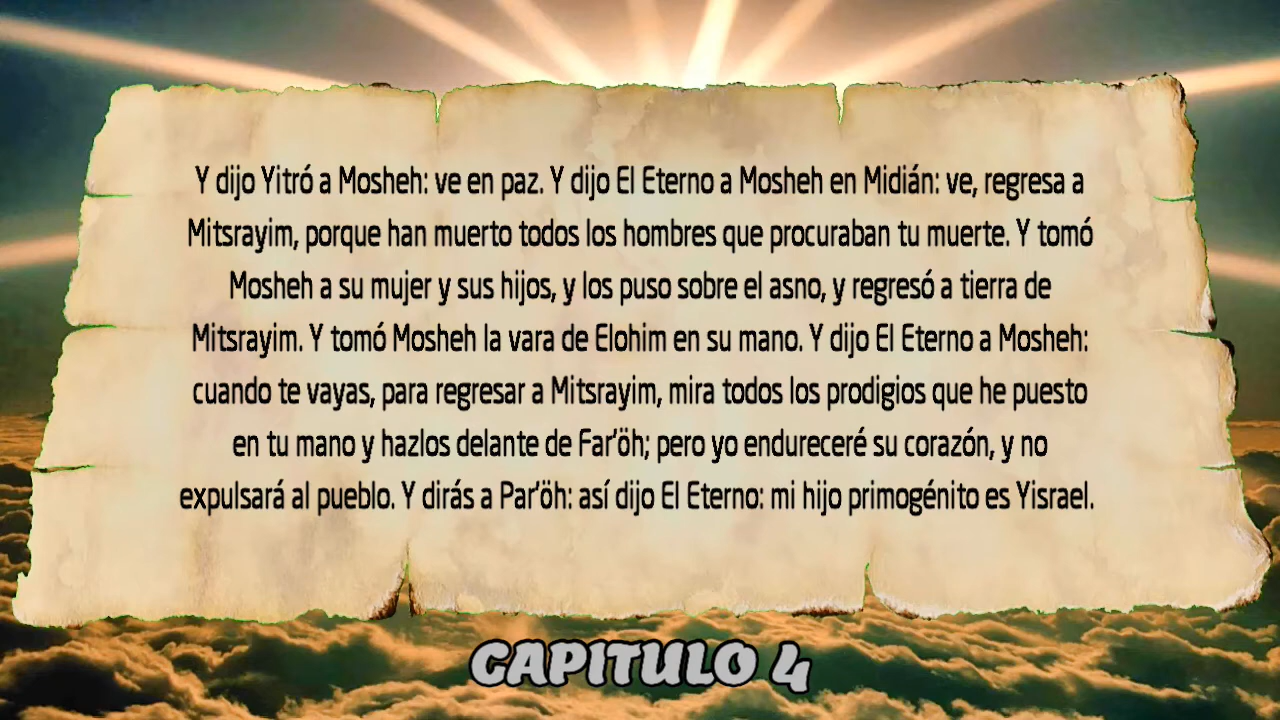 Y dijo Yitró a Mosheh: ve en paz. Y dijo El Eterno a Mosheh en Midián: ve, regresa a
Mitsrayim, porque han muerto todos los hombres que procuraban tu muerte. Y tomó
Mosheh a su mujer y sus hijos, y los puso sobre el asno, y regresó a tierra de
Mitsrayim. Y tomó Mosheh la vara de Elohim en su mano. Y dijo El Eterno a Mosheh:
cuando te vayas, para regresar a Mitsrayim, mira todos los prodigios que he puesto
en tu mano y hazlos delante de Far'öh; pero yo endureceré su corazón, y no
expulsará al pueblo. Y dirás a Par'öh: así dijo El Eterno: mi hijo primogénito es Yisrael.
CAPITULO 4